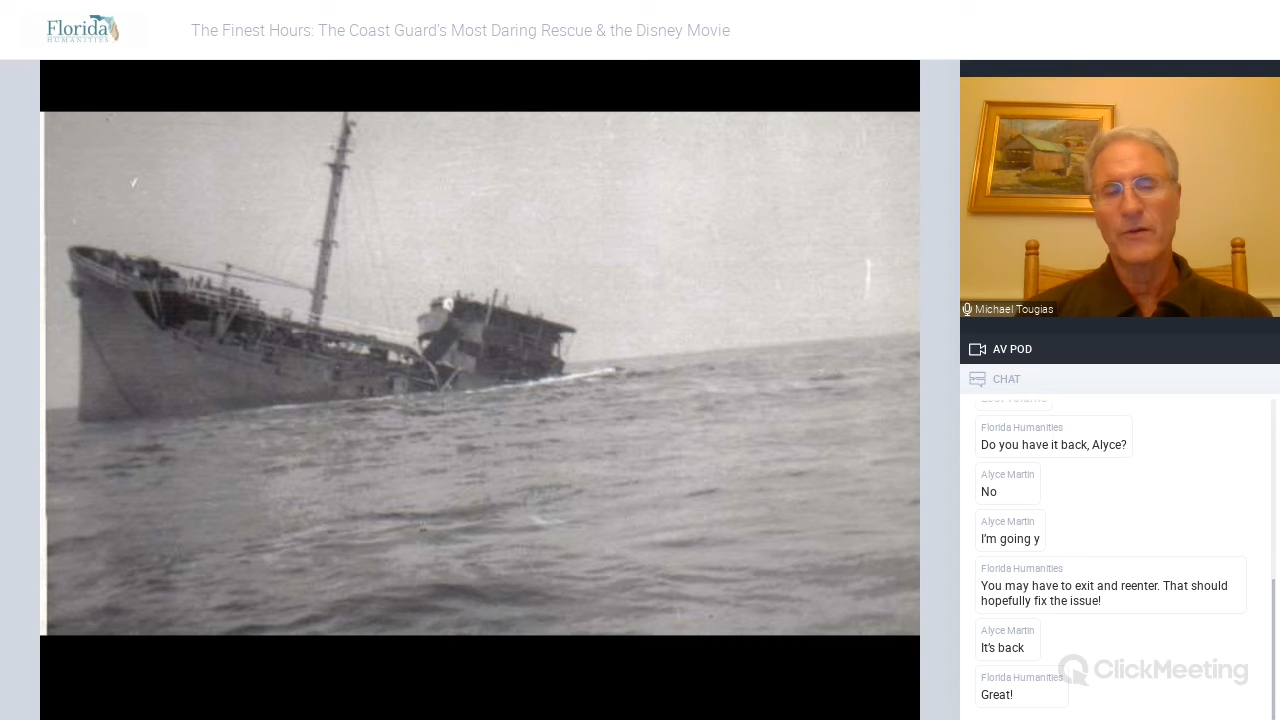 Florida
HUMANITIES
The Finest Hours: The Coast Guard's Most Daring Rescue & the Disney Movie
Michael Tougias
AV POD
CHAT
Florida Humanities
Do you have it back, Alyce?
Alyce Martin
No
Alyce Martin
I'm going y
Florida Humanities
You may have to exit and reenter. That should
hopefully fix the issue!
Alyce Martin
It's back
Florida Humanities
Great!
ClickMeeting